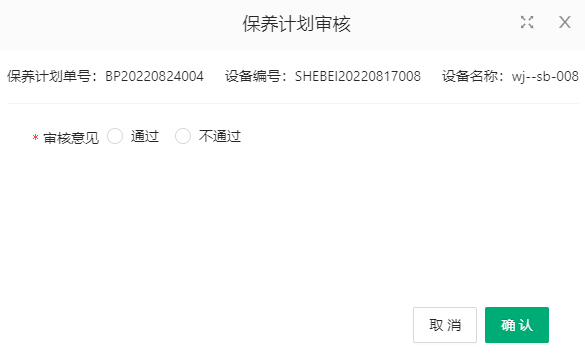 保养计划审核
保养计划单号：BP20220824004 设备编号：SHEBEI20220817008 设备名称：wj--sb-008
* 审核意见 通过 不通过
取 消 确 认